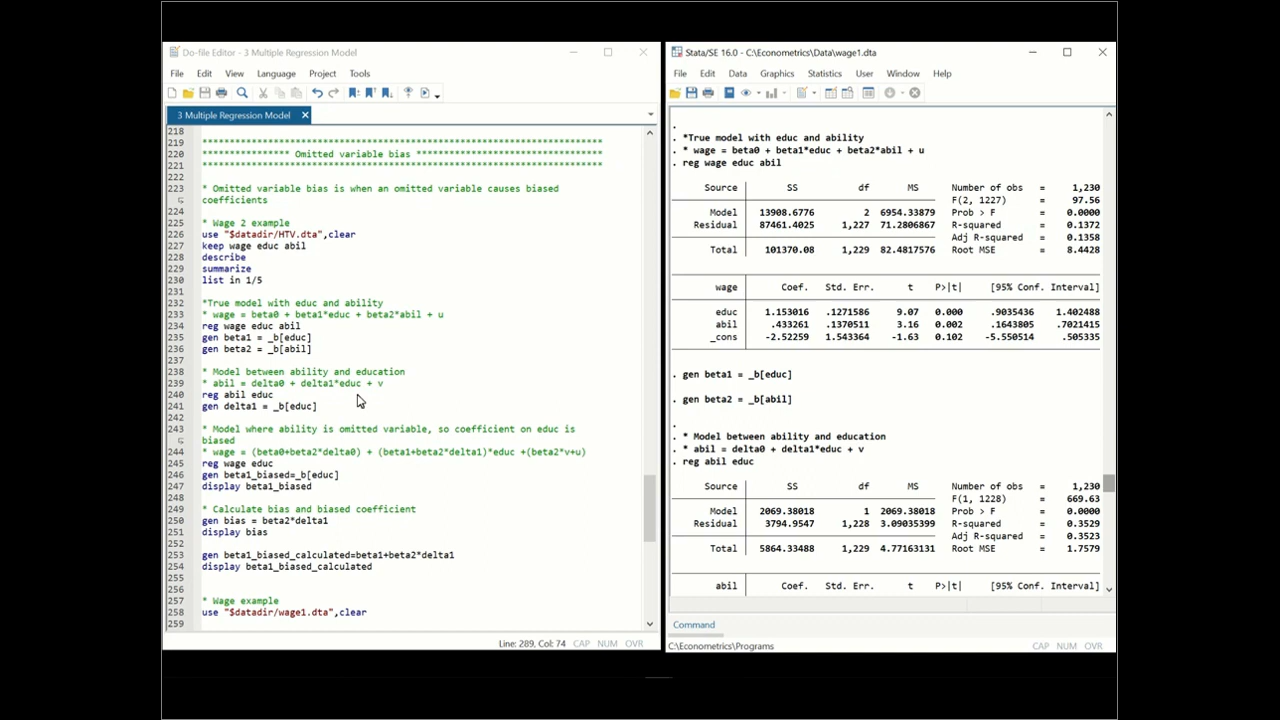 Do-file Editor - 3 Multiple Regression Model
File Edit View Language Project Tools
3 Multiple Regression Model
218
219 ******************************************************************************************
220 ******************* Omitted variable bias *****************************************
221 ******************************************************************************************
222
223 * Omitted variable bias is when an omitted variable causes biased
coefficients
224
225 * Wage 2 example
226 use "$datadir/HTV.dta",clear
227 keep wage educ abil
228 describe
229 summarize
230 list in 1/5
231
232 *True model with educ and ability
233 * wage = beta0 + beta1*educ + beta2*abil + u
234 reg wage educ abil
235 gen beta1 = _b[educ]
236 gen beta2 = _b[abil]
237
238 * Model between ability and education
239 * abil = delta0 + delta1*educ + v
240 reg abil educ
241 gen delta1 = _b[educ]
242
243 * Model where ability is omitted variable, so coefficient on educ is
biased
244 * wage = (beta0+beta2*delta0) + (beta1+beta2*delta1)*educ +(beta2*v+u)
245 reg wage educ
246 gen beta1_biased=_b[educ]
247 display beta1_biased
248
249 * Calculate bias and biased coefficient
250 gen bias = beta2*delta1
251 display bias
252
253 gen beta1_biased_calculated=beta1+beta2*delta1
254 display beta1_biased_calculated
255
256
257 * Wage example
258 use "$datadir/wage1.dta",clear
259
Line: 289, Col: 74 CAP NUM OVR
Stata/SE 16.0 - C:\Econometrics\Data\wage1.dta
File Edit Data Graphics Statistics User Window Help
.
. *True model with educ and ability
. * wage = beta0 + beta1*educ + beta2*abil + u
. reg wage educ abil
Source SS df MS Number of obs = 1,230
F(2, 1227) = 97.56
Model 13908.6776 2 6954.33879 Prob > F = 0.0000
Residual 87461.4025 1,227 71.2806867 R-squared = 0.1372
Adj R-squared = 0.1358
Total 101370.08 1,229 82.4817576 Root MSE = 8.4428
wage Coef. Std. Err. t P>|t| [95% Conf. Interval]
educ 1.153016 .1271586 9.07 0.000 .9035436 1.402488
abil .433261 .1370511 3.16 0.002 .1643805 .7021415
_cons -2.52259 1.543364 -1.63 0.102 -5.550514 .505335
. gen beta1 = _b[educ]
. gen beta2 = _b[abil]
.
. * Model between ability and education
. * abil = delta0 + delta1*educ + v
. reg abil educ
Source SS df MS Number of obs = 1,230
F(1, 1228) = 669.63
Model 2069.38018 1 2069.38018 Prob > F = 0.0000
Residual 3794.9547 1,228 3.09035399 R-squared = 0.3529
Adj R-squared = 0.3523
Total 5864.33488 1,229 4.77163131 Root MSE = 1.7579
abil Coef. Std. Err. t P>|t| [95% Conf. Interval]
Command
C:\Econometrics\Programs CAP NUM OVR